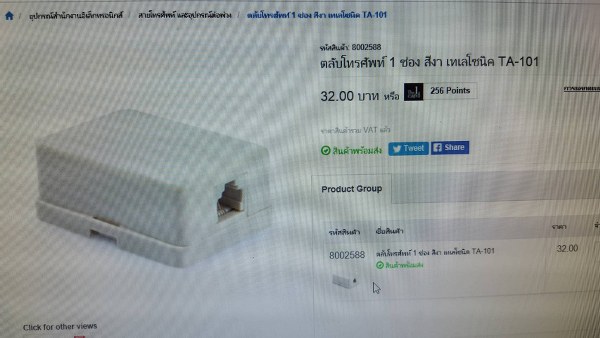 / อุปกรณ์สำนักงานอิเล็กทรอนิกส์ / สายโทรศัพท์ และอุปกรณ์ต่อพ่วง / ตลับโทรศัพท์ 1 ช่อง สีงา เทเลโซนิค TA-101
รหัสสินค้า: 8002588
ตลับโทรศัพท์ 1 ช่อง สีงา เทเลโซนิค TA-101
32.00 บาท หรือ 256 Points
ราคาสินค้ารวม VAT แล้ว
สินค้าพร้อมส่ง Tweet Share
Product Group
รหัสสินค้า ชื่อสินค้า ราคา
8002588 ตลับโทรศัพท์ 1 ช่อง สีงา เทเลโซนิค TA-101 32.00
สินค้าพร้อมส่ง
Click for other views